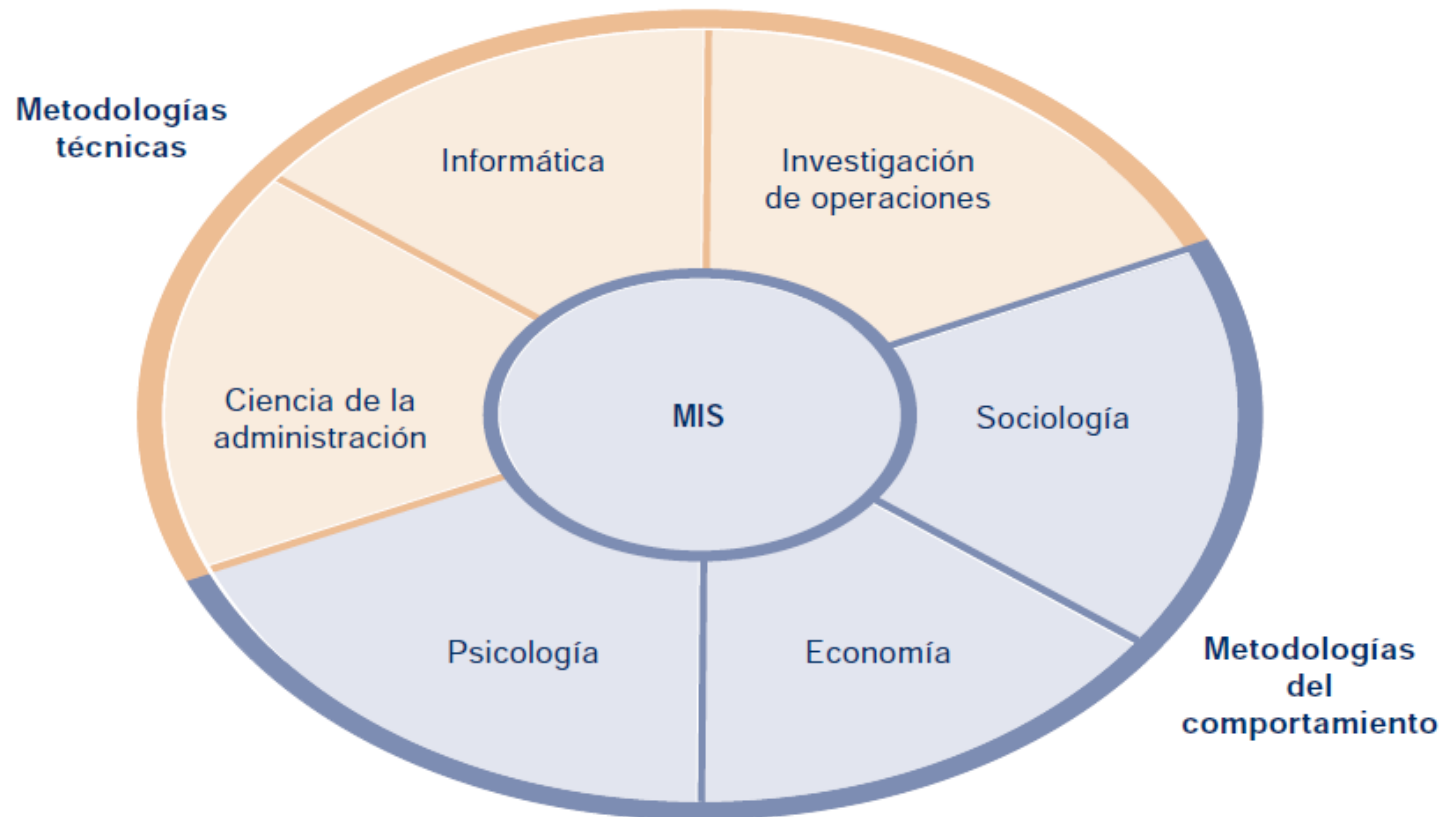 Metodologías
técnicas
Informática
Investigación
de operaciones
Ciencia de la
administración
MIS
Sociología
Psicología
Economía
Metodologías
del
comportamiento